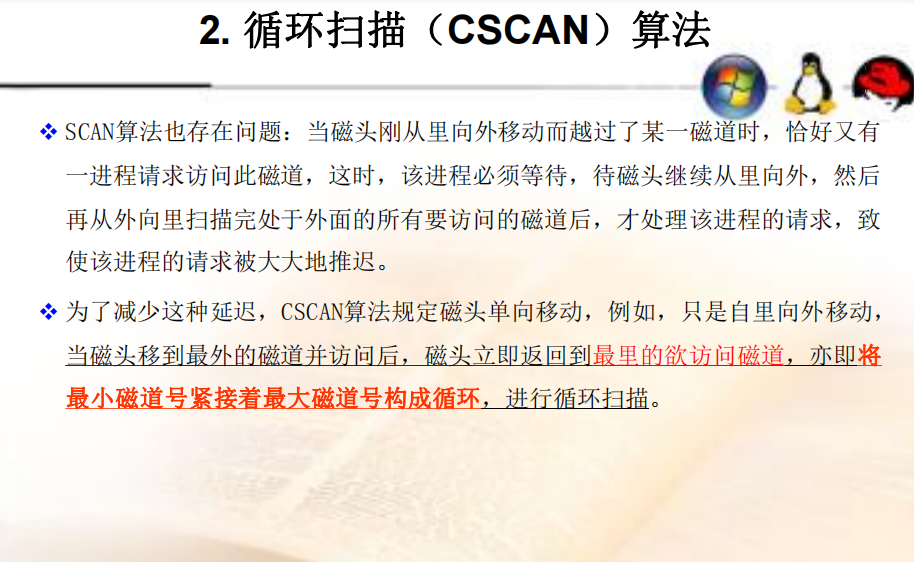 2. 循环扫描（CSCAN）算法
❖ SCAN算法也存在问题：当磁头刚从里向外移动而越过了某一磁道时，恰好又有
一进程请求访问此磁道，这时，该进程必须等待，待磁头继续从里向外，然后
再从外向里扫描完处于外面的所有要访问的磁道后，才处理该进程的请求，致
使该进程的请求被大大地推迟。
❖ 为了减少这种延迟，CSCAN算法规定磁头单向移动，例如，只是自里向外移动，
当磁头移到最外的磁道并访问后，磁头立即返回到最里的欲访问磁道，亦即将
最小磁道号紧接着最大磁道号构成循环，进行循环扫描。